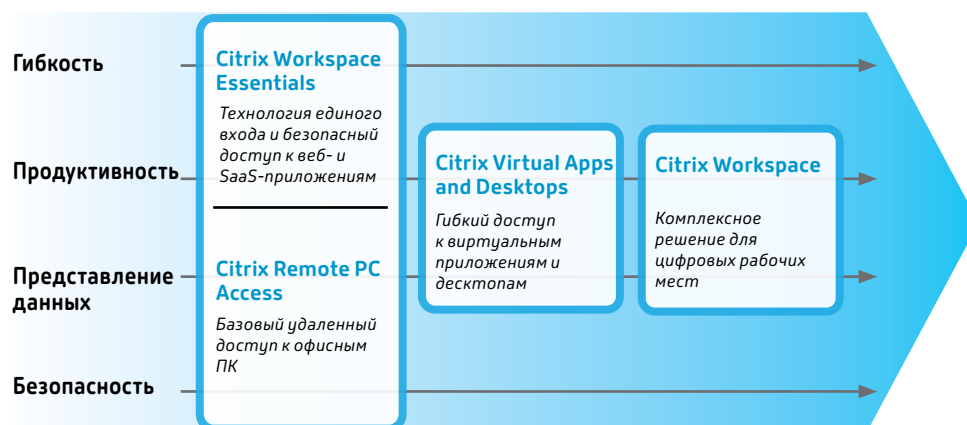 Гибкость
Продуктивность
Представление
данных
Безопасность
Citrix Workspace
Essentials
Технология единого
входа и безопасный
доступ к веб- и
SaaS-приложениям
Citrix Remote PC
Access
Базовый удаленный
доступ к офисным
ПК
Citrix Virtual Apps
and Desktops
Гибкий доступ
к виртуальным
приложениям и
десктопам
Citrix Workspace
Комплексное
решение для
цифровых рабочих
мест